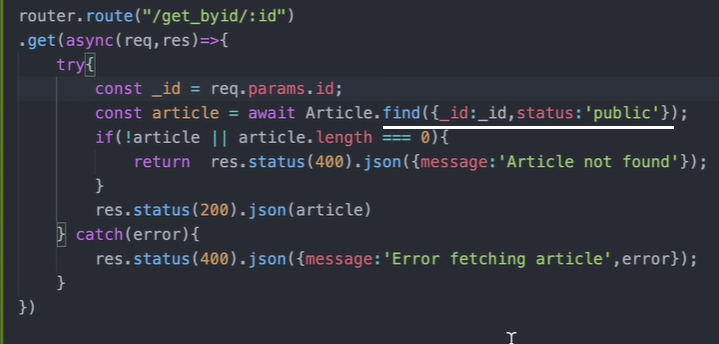 router.route("/get_byid/:id")
.get(async(req,res)=>{
    try{
        const _id = req.params.id;
        const article = await Article.find({_id:_id,status:'public'});
        if(!article || article.length === 0){
            return  res.status(400).json({message:'Article not found'});
        }
        res.status(200).json(article)
    } catch(error){
        res.status(400).json({message:'Error fetching article',error});
    }
})